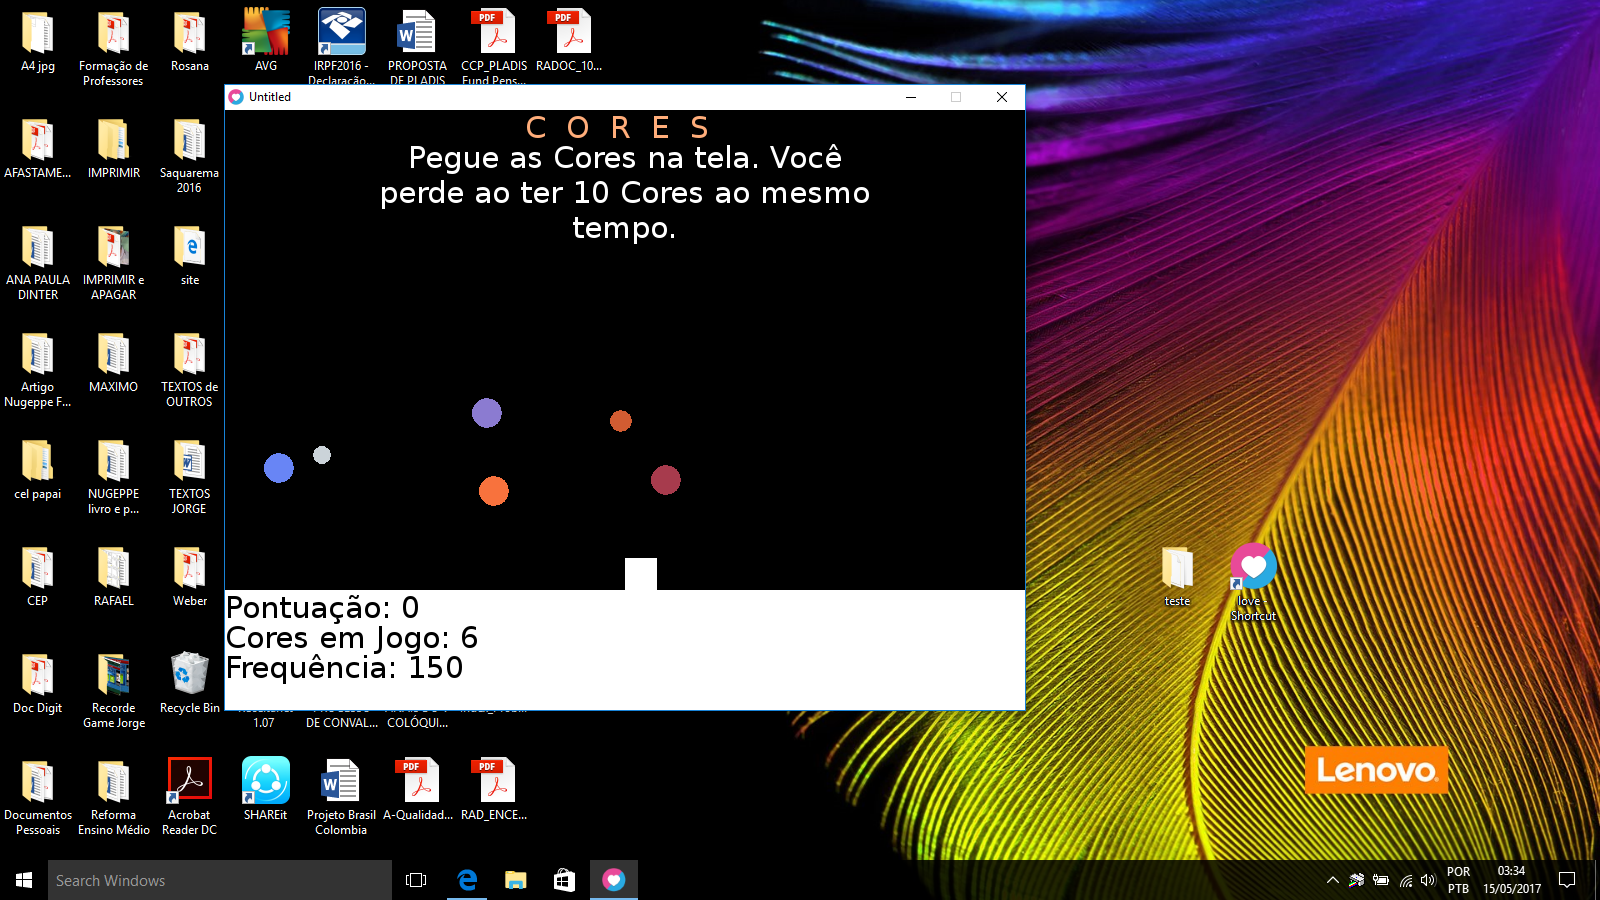 A4 jpg
Formação de
Professores
Rosana
AVG
IRPF2016 -
Declaração...
PROPOSTA
DE PLADIS
CCP_PLADIS
Fund Pens...
RADOC_10...
Untitled
C O R E S
Pegue as Cores na tela. Você
perde ao ter 10 Cores ao mesmo
tempo.
AFASTAME...
IMPRIMIR
Saquarema
2016
ANA PAULA
DINTER
IMPRIMIR e
APAGAR
site
Artigo
Nugeppe F...
MAXIMO
TEXTOS de
OUTROS
cel papai
NUGEPPE
livro e p...
TEXTOS
JORGE
CEP
RAFAEL
Weber
teste
love -
Shortcut
Pontuação: 0
Cores em Jogo: 6
Frequência: 150
Doc Digit
Recorde
Game Jorge
Recycle Bin
1.07
DE CONVAL...
COLÓQUI...
Lenovo
Documentos
Pessoais
Reforma
Ensino Médio
Acrobat
Reader DC
SHAREit
Projeto Brasil
Colombia
A-Qualidad...
RAD_ENCE...
Search Windows
POR
PTB
03:34
15/05/2017